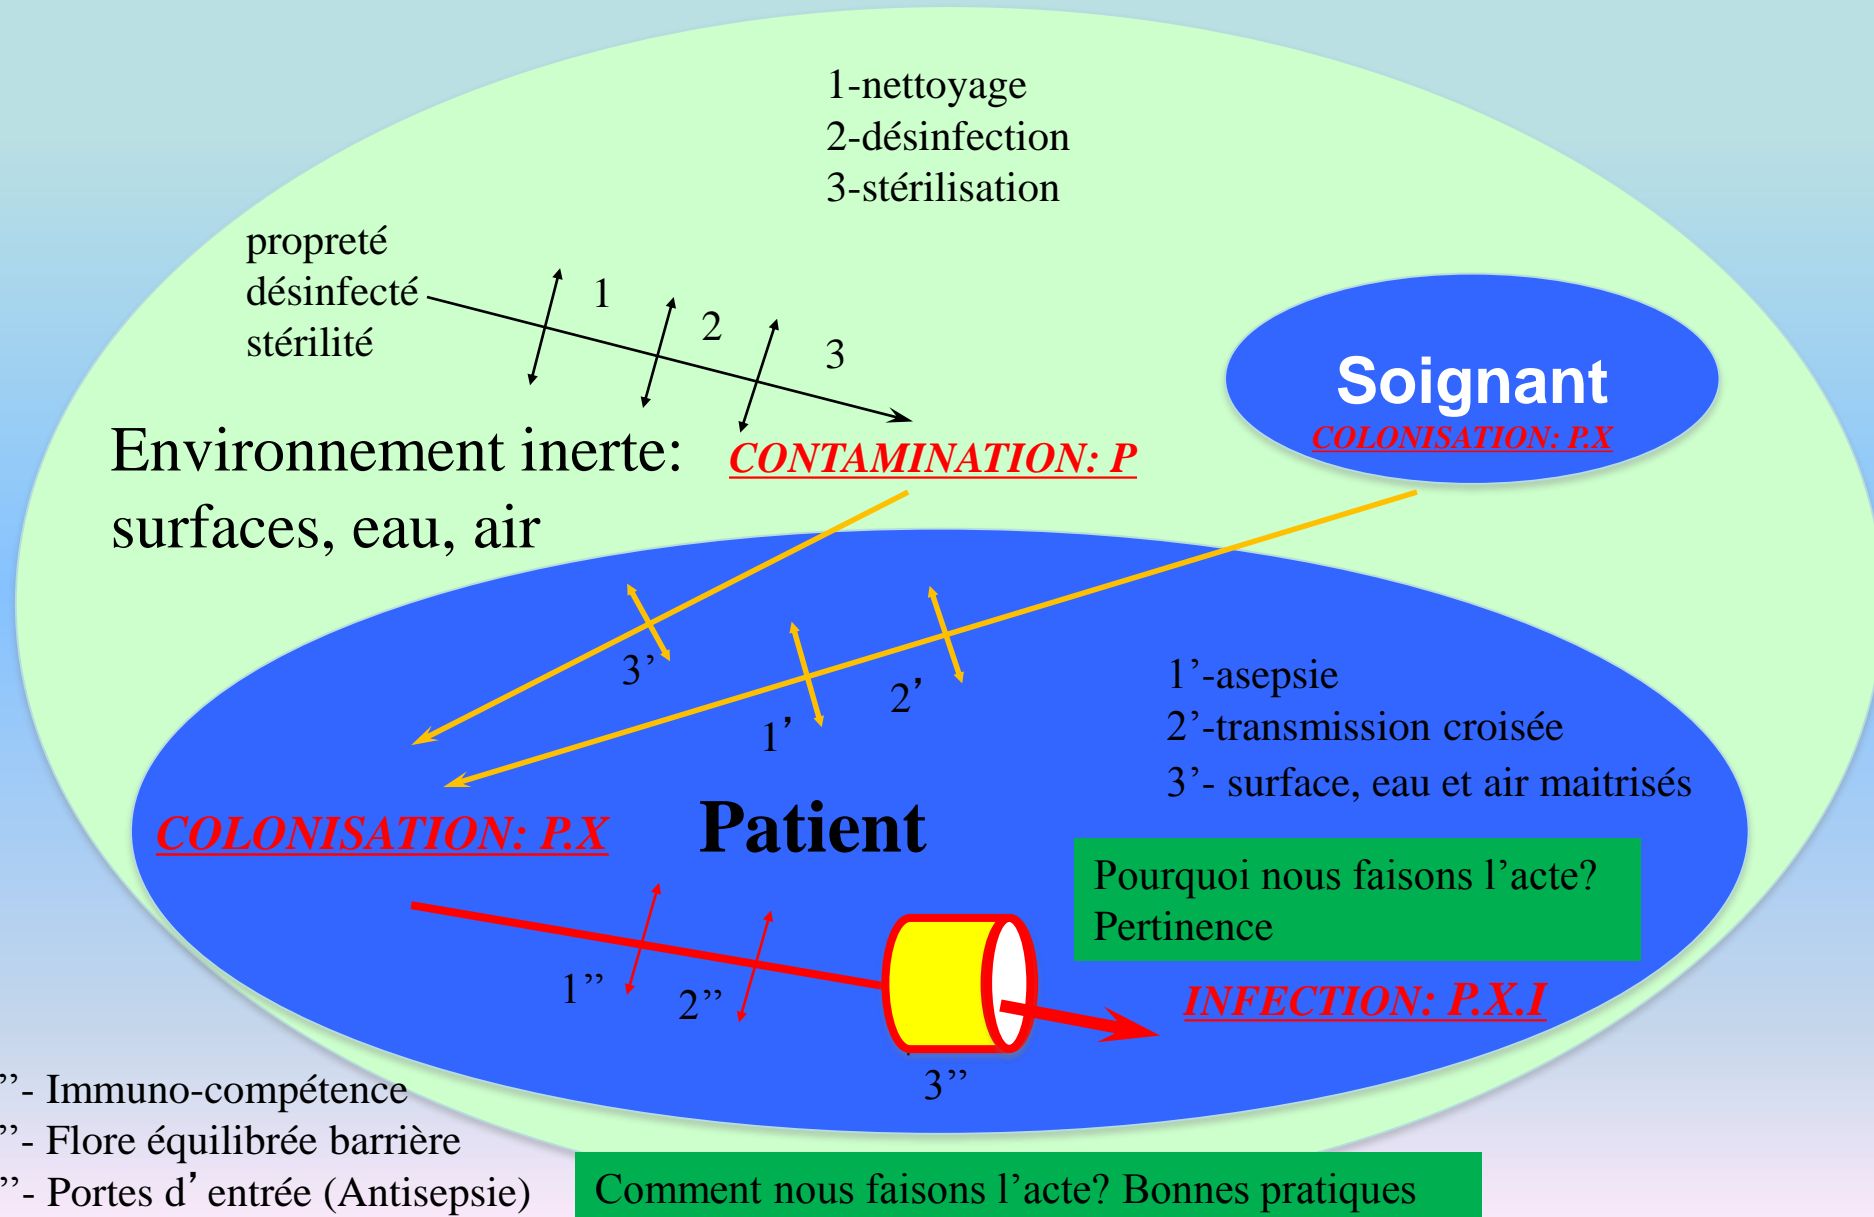 1-nettoyage
2-désinfection
3-stérilisation
propreté
désinfecté
stérilité
1
2
3
Soignant
COLONISATION: P.X
Environnement inerte:
surfaces, eau, air
CONTAMINATION: P
3’
1’
2’
1’-asepsie
2’-transmission croisée
3’- surface, eau et air maitrisés
COLONISATION: P.X
Patient
Pourquoi nous faisons l’acte?
Pertinence
1’’
2’’
3’’
INFECTION: P.X.I
’’- Immuno-compétence
’’- Flore équilibrée barrière
’’- Portes d’entrée (Antisepsie)
Comment nous faisons l’acte? Bonnes pratiques